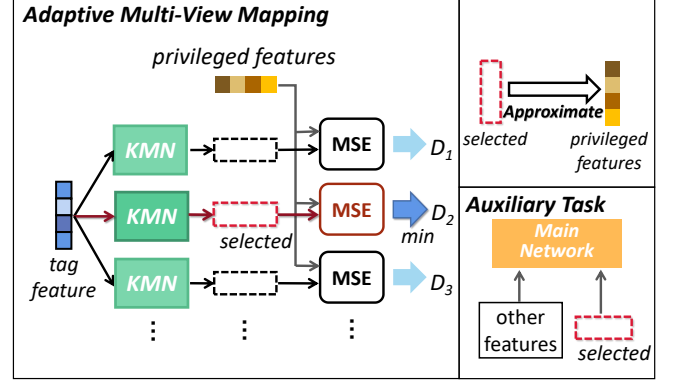 Adaptive Multi-View Mapping
privileged features
KMN
MSE
D1
KMN
MSE
D2
selected
min
tag
feature
KMN
MSE
D3
Approximate
selected
privileged
features
Auxiliary Task
Main
Network
other
features
selected